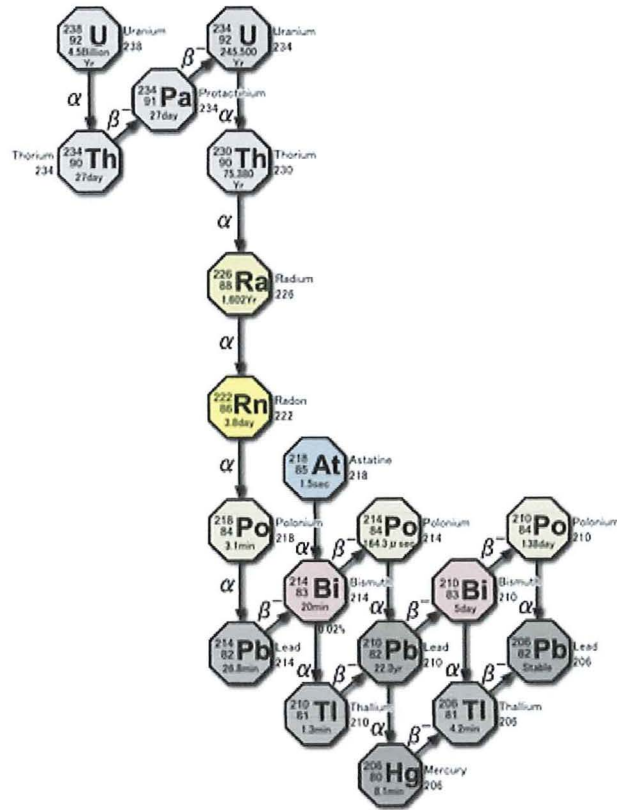 238 92 U
4.5Billion
Yr
Uranium
238
234 92 U
245,500
Yr
Uranium
234
α
β⁻
β⁻
234 91 Pa
27day
Protactinium
234
α
Thorium
234
234 90 Th
27day
230 90 Th
75,380
Yr
Thorium
230
α
226 88 Ra
1,602Yr
Radium
226
α
222 86 Rn
3.8day
Radon
222
α
218 85 At
1.5sec
Astatine
218
218 84 Po
3.1min
Polonium
218
α
β⁻
214 84 Po
164.3 μ sec
Polonium
214
β⁻
210 84 Po
138day
Polonium
210
α
β⁻
214 83 Bi
20min
Bismuth
214
0.02%
α
β⁻
210 83 Bi
5day
Bismuth
210
α
214 82 Pb
26.8min
Lead
214
α
β⁻
210 82 Pb
22.3yr
Lead
210
α
β⁻
206 82 Pb
Stable
Lead
206
210 81 Tl
1.3min
Thallium
210
α
β⁻
206 81 Tl
4.2min
Thallium
206
206 80 Hg
8.1min
Mercury
206